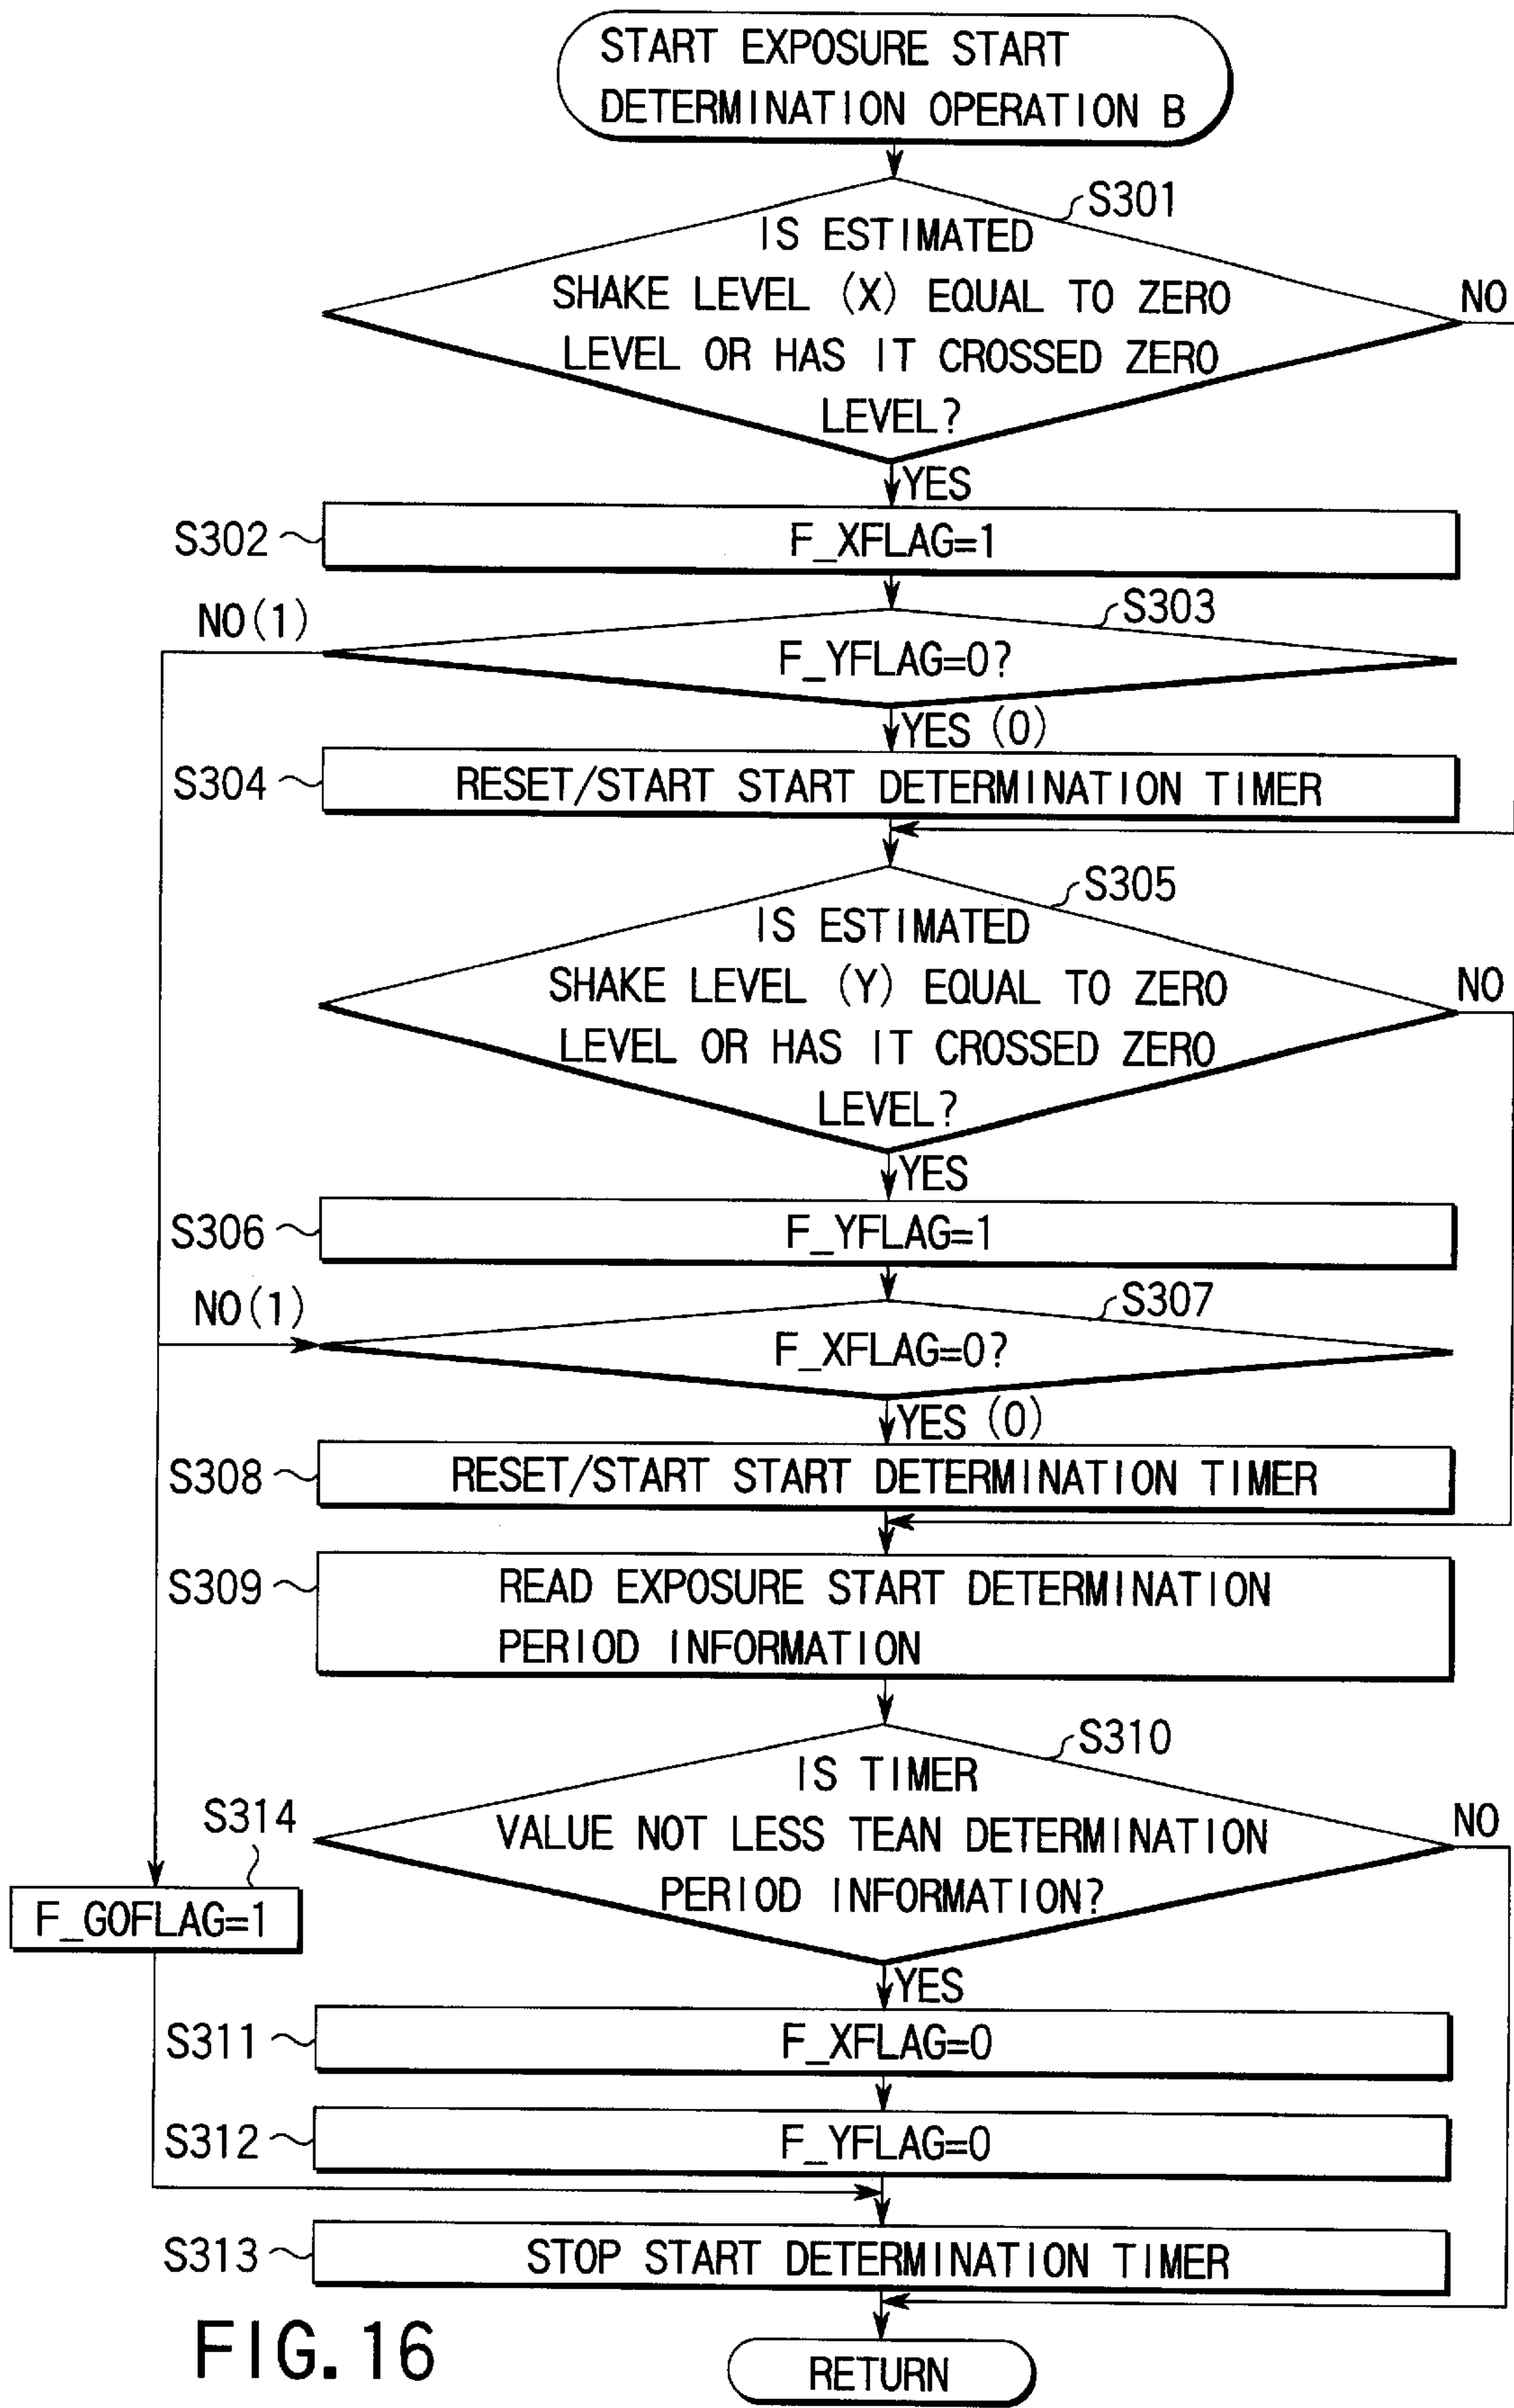 START EXPOSURE START
DETERMINATION OPERATION B
S301
IS ESTIMATED
SHAKE LEVEL (X) EQUAL TO ZERO
LEVEL OR HAS IT CROSSED ZERO
LEVEL?
NO
YES
S302
F_XFLAG=1
NO(1)
S303
F_YFLAG=0?
YES (0)
S304
RESET/START START DETERMINATION TIMER
S305
IS ESTIMATED
SHAKE LEVEL (Y) EQUAL TO ZERO
LEVEL OR HAS IT CROSSED ZERO
LEVEL?
NO
YES
S306
F_YFLAG=1
NO(1)
S307
F_XFLAG=0?
YES (0)
S308
RESET/START START DETERMINATION TIMER
S309
READ EXPOSURE START DETERMINATION
PERIOD INFORMATION
S310
IS TIMER
VALUE NOT LESS TEAN DETERMINATION
PERIOD INFORMATION?
NO
S314
F_GOFLAG=1
YES
S311
F_XFLAG=0
S312
F_YFLAG=0
S313
STOP START DETERMINATION TIMER
RETURN
FIG. 16